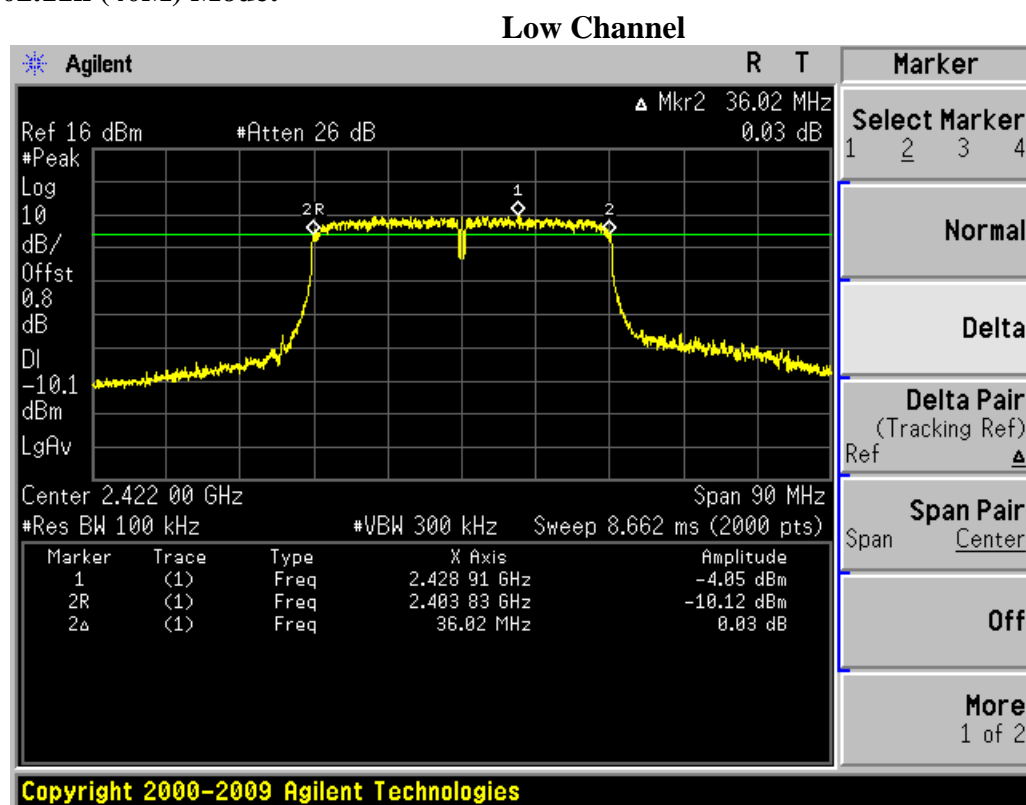 (40M) Mode:
Low Channel
Agilent R T Marker
Δ Mkr2 36.02 MHz
Ref 16 dBm #Atten 26 dB 0.03 dB
#Peak
Log
10
dB/
Offst
0.8
dB
DI
-10.1
dBm
LgAv
2R
1
2
Center 2.422 00 GHz Span 90 MHz
#Res BW 100 kHz #VBW 300 kHz Sweep 8.662 ms (2000 pts)
Marker Trace Type X Axis Amplitude
1 (1) Freq 2.428 91 GHz -4.05 dBm
2R (1) Freq 2.403 83 GHz -10.12 dBm
2Δ (1) Freq 36.02 MHz 0.03 dB
Select Marker
1 2 3 4
Normal
Delta
Delta Pair
(Tracking Ref)
Ref Δ
Span Pair
Span Center
Off
More
1 of 2
Copyright 2000-2009 Agilent Technologies